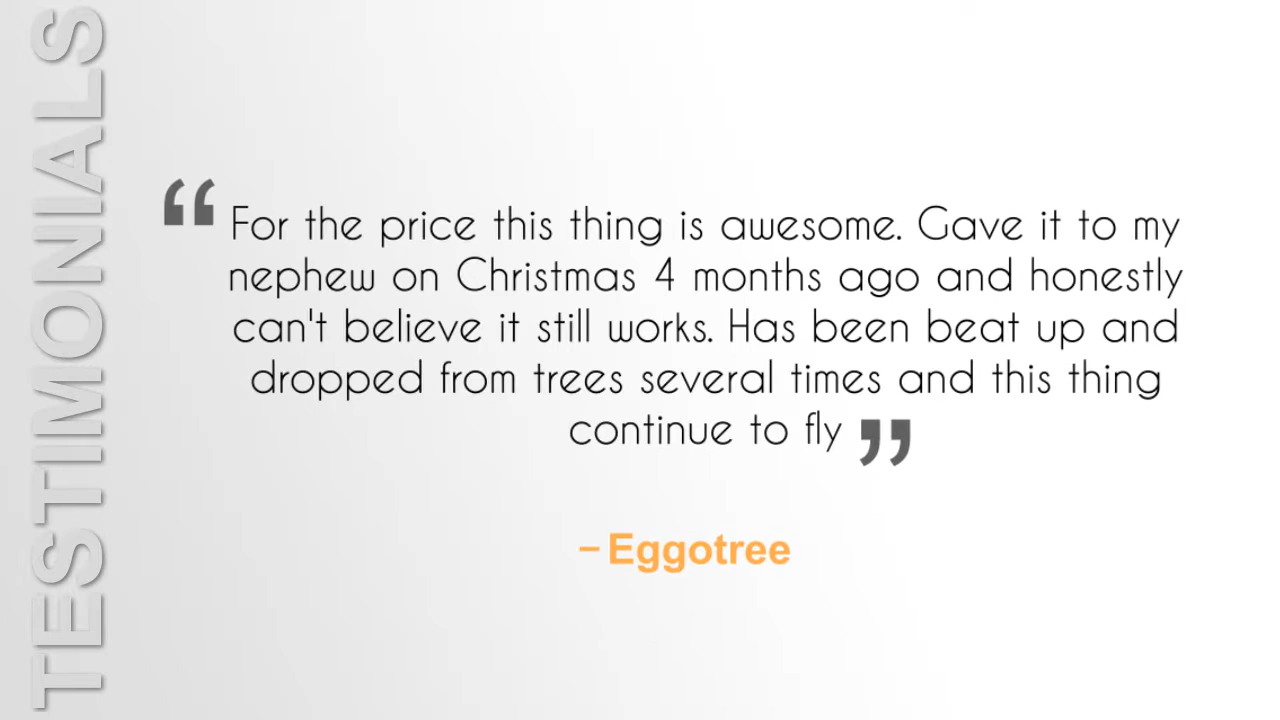 TESTIMONIALS
“ For the price this thing is awesome. Gave it to my
nephew on Christmas 4 months ago and honestly
can't believe it still works. Has been beat up and
dropped from trees several times and this thing
continue to fly ”
– Eggotree